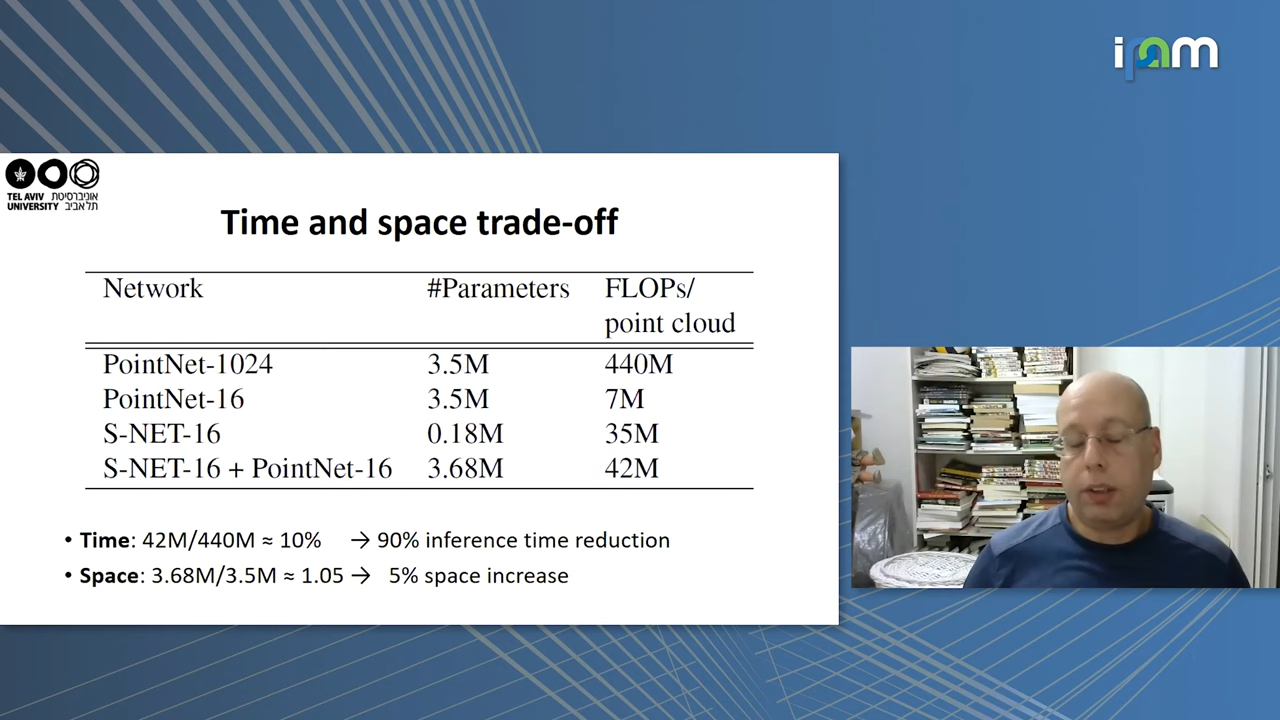 ipam
TEL AVIV אוניברסיטת
UNIVERSITY תל אביב
Time and space trade-off
Network #Parameters FLOPs/
point cloud
PointNet-1024 3.5M 440M
PointNet-16 3.5M 7M
S-NET-16 0.18M 35M
S-NET-16 + PointNet-16 3.68M 42M
• Time: 42M/440M ≈ 10% → 90% inference time reduction
• Space: 3.68M/3.5M ≈ 1.05 → 5% space increase